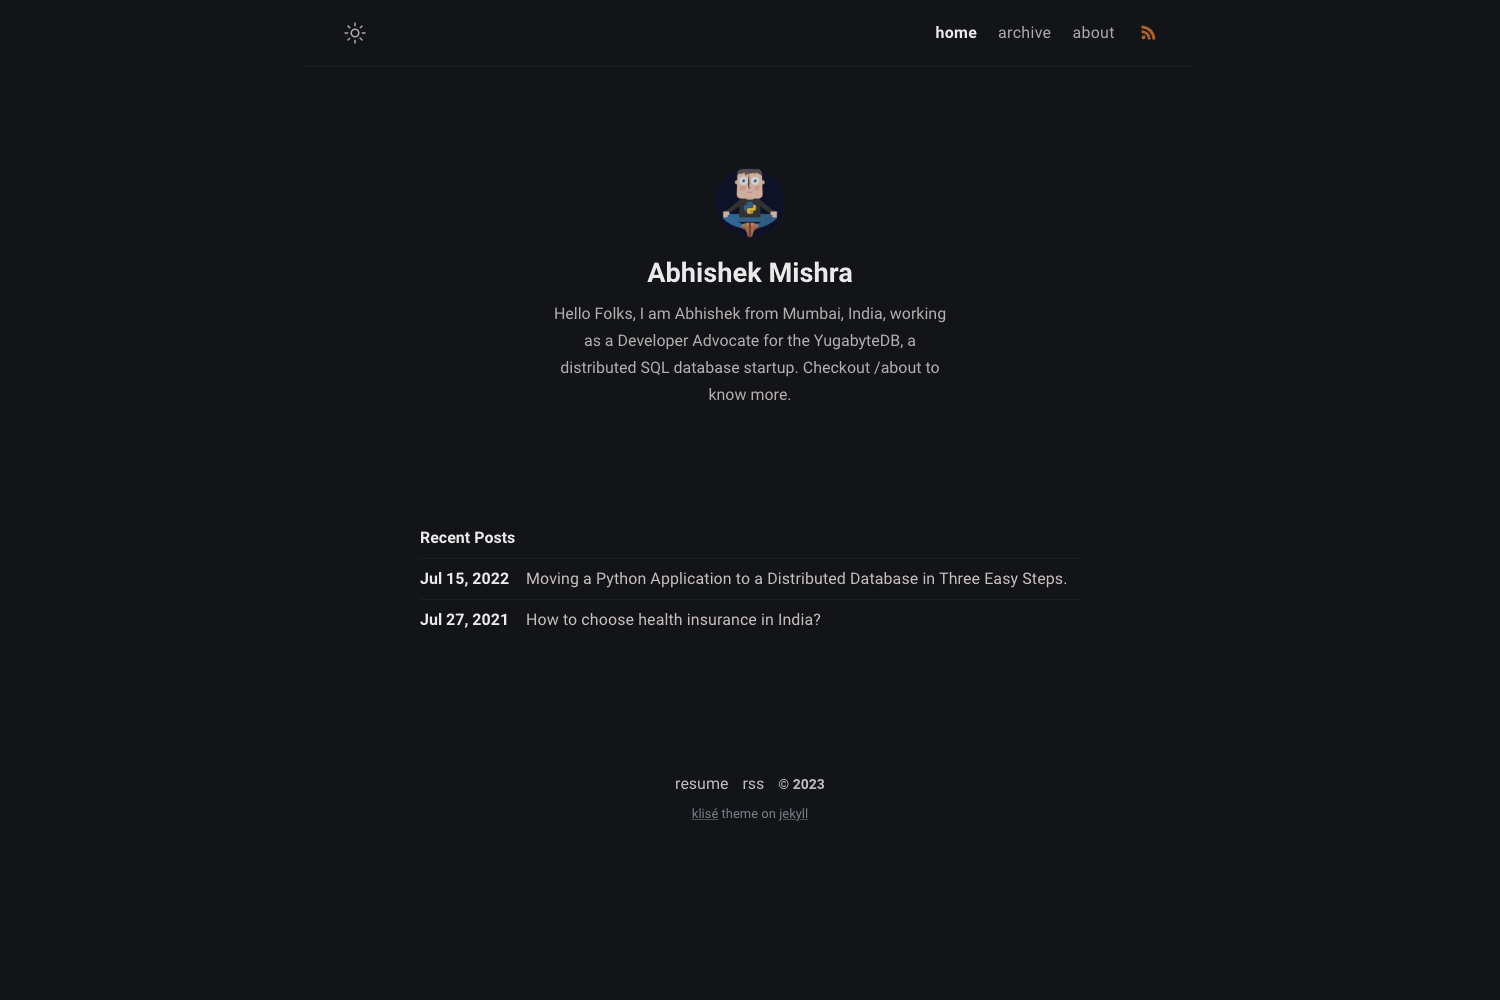 home archive about
Abhishek Mishra
Hello Folks, I am Abhishek from Mumbai, India, working
as a Developer Advocate for the YugabyteDB, a
distributed SQL database startup. Checkout /about to
know more.
Recent Posts
Jul 15, 2022 Moving a Python Application to a Distributed Database in Three Easy Steps.
Jul 27, 2021 How to choose health insurance in India?
resume rss © 2023
klisé theme on jekyll